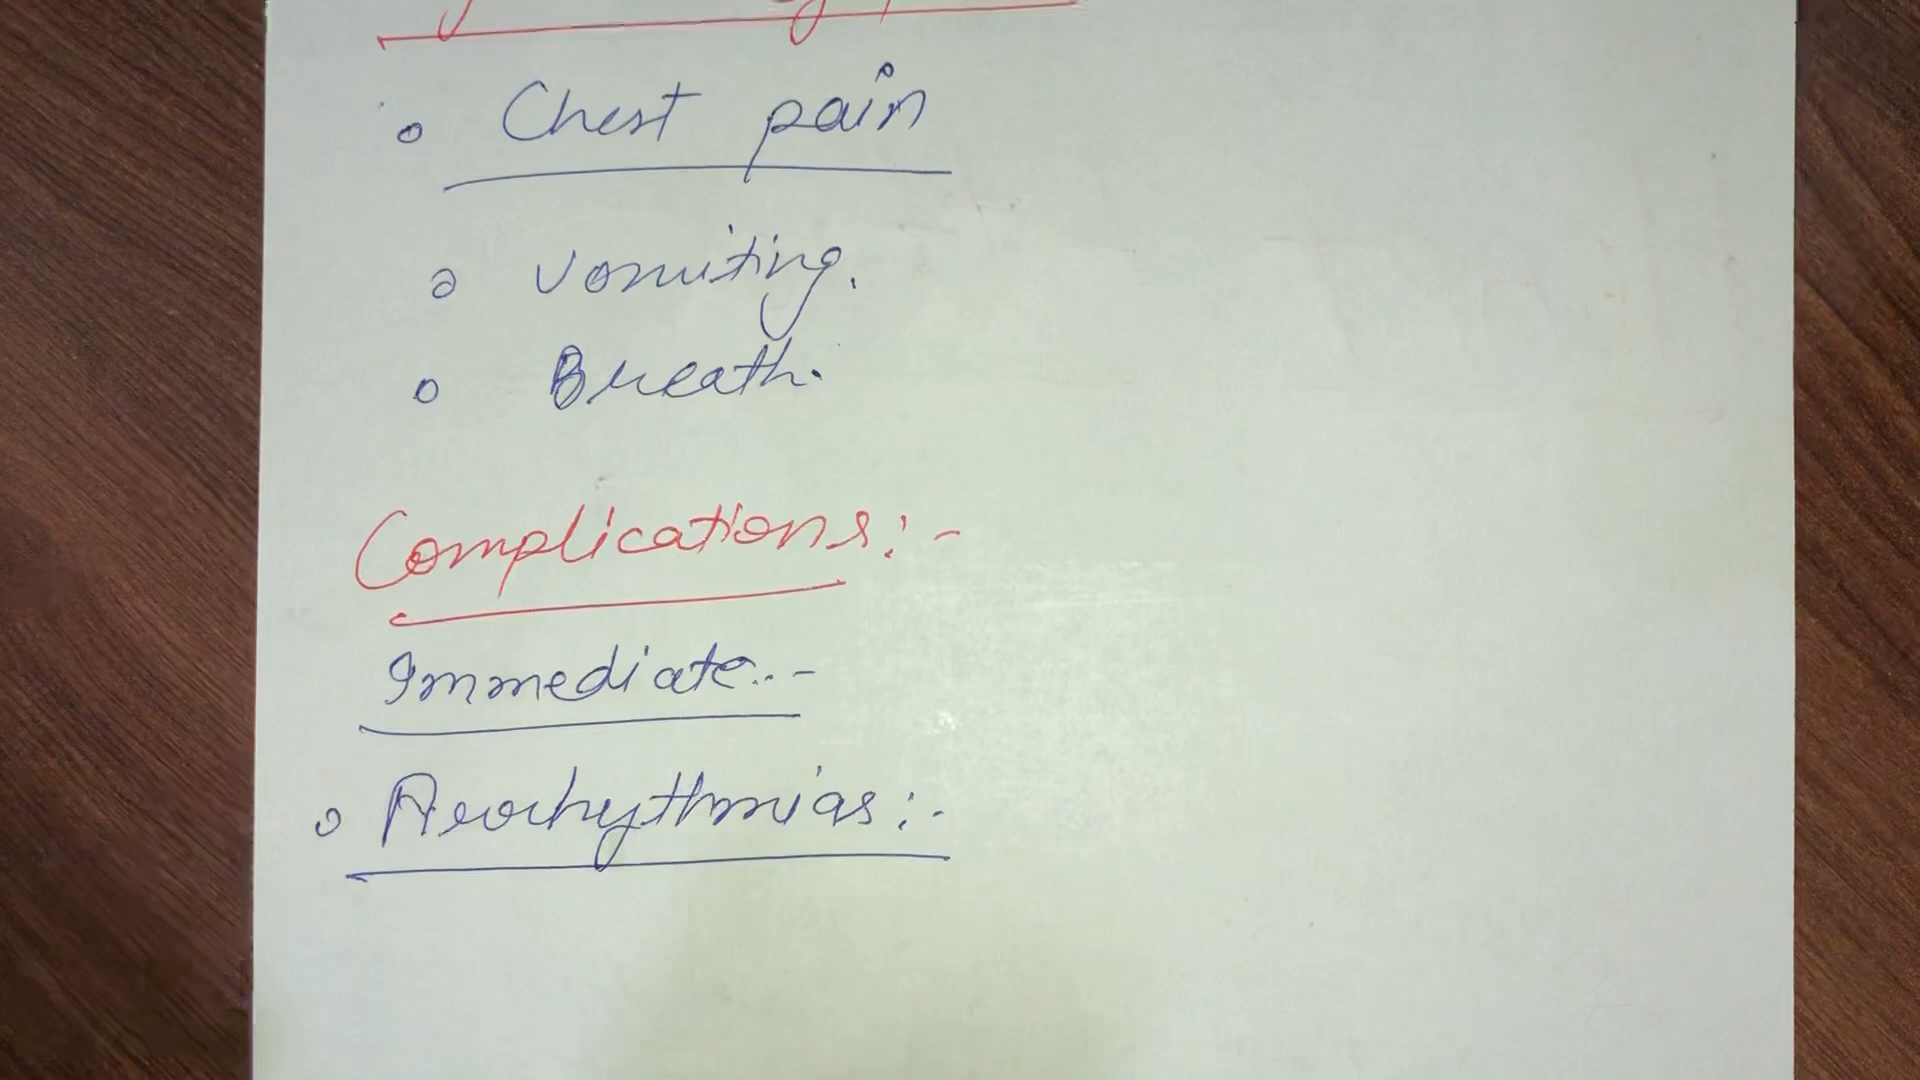 o Chest pain
o Vomiting.
o Breath.
Complications:-
Immediate..-
o Arrhythmias:-